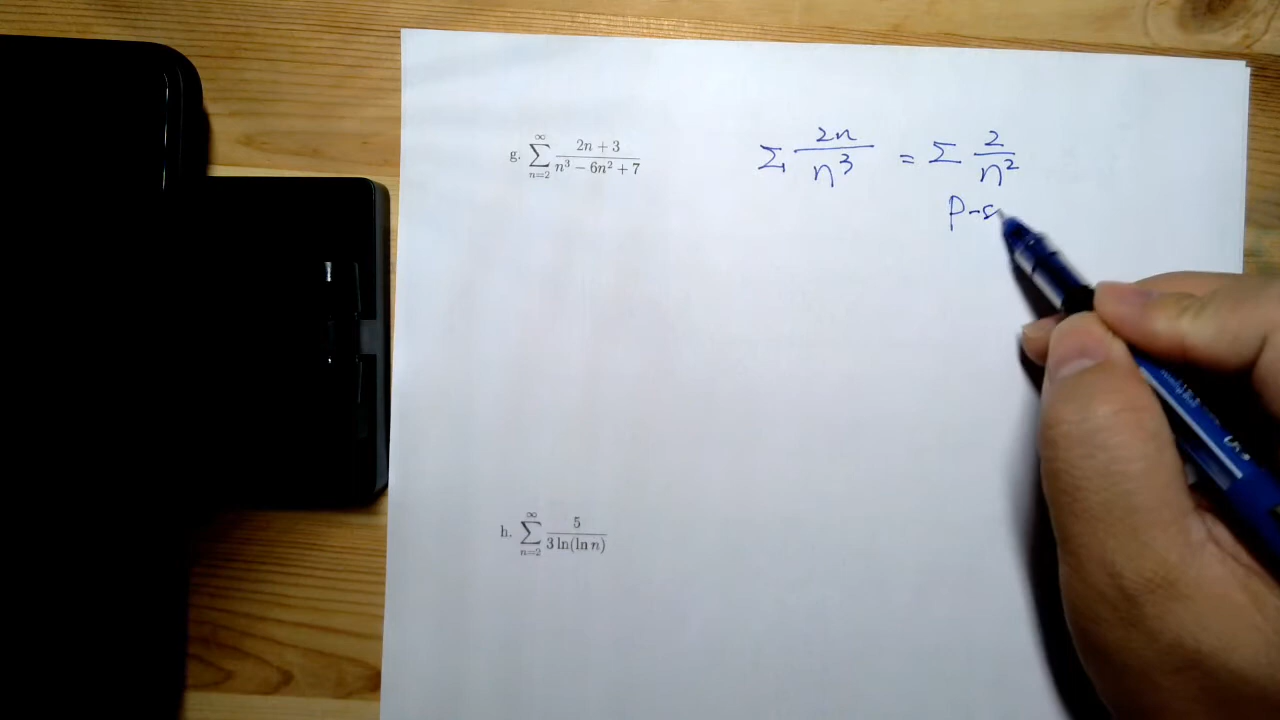 g. ∑_{n=2}^{∞} (2n + 3)/(n³ − 6n² + 7)
∑ 2n/n³ = ∑ 2/n²
P-s
h. ∑_{n=2}^{∞} 5/(3 ln(ln n))